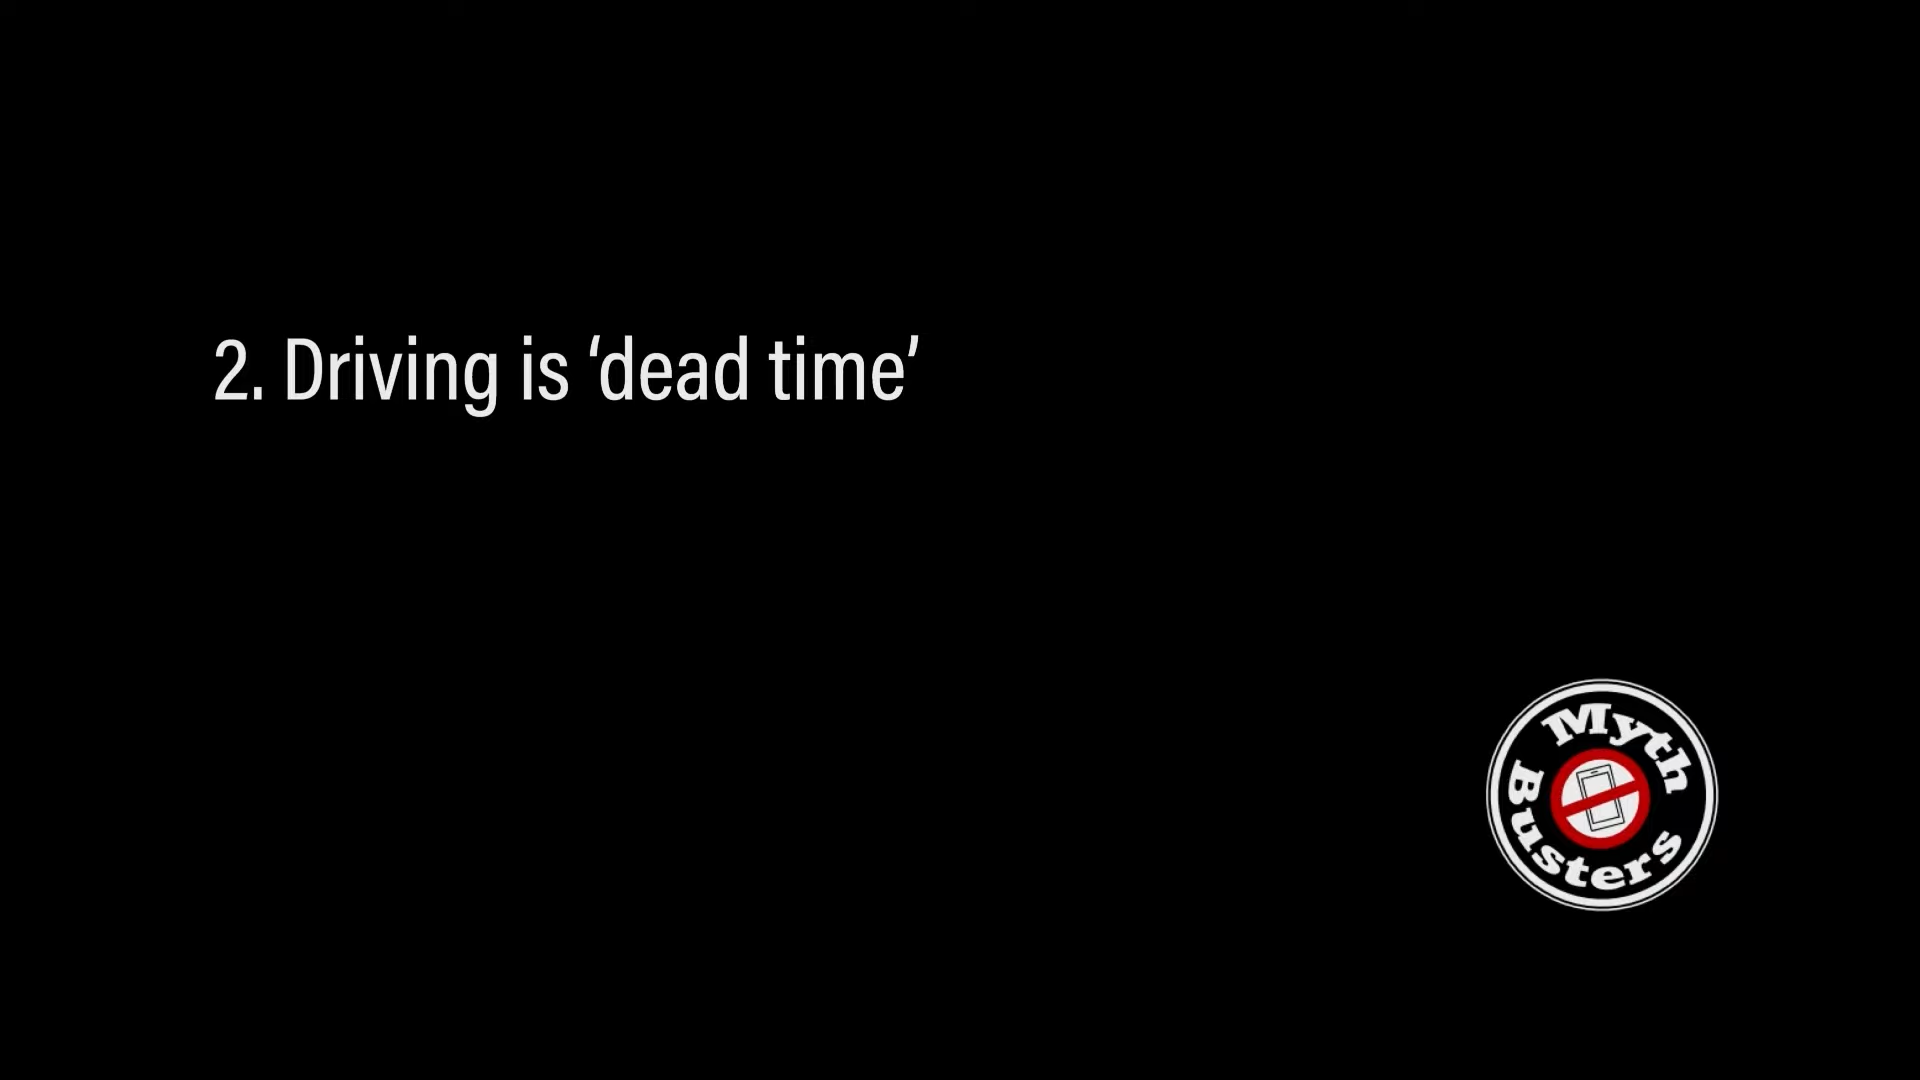 2. Driving is ‘dead time’
Myth
Busters